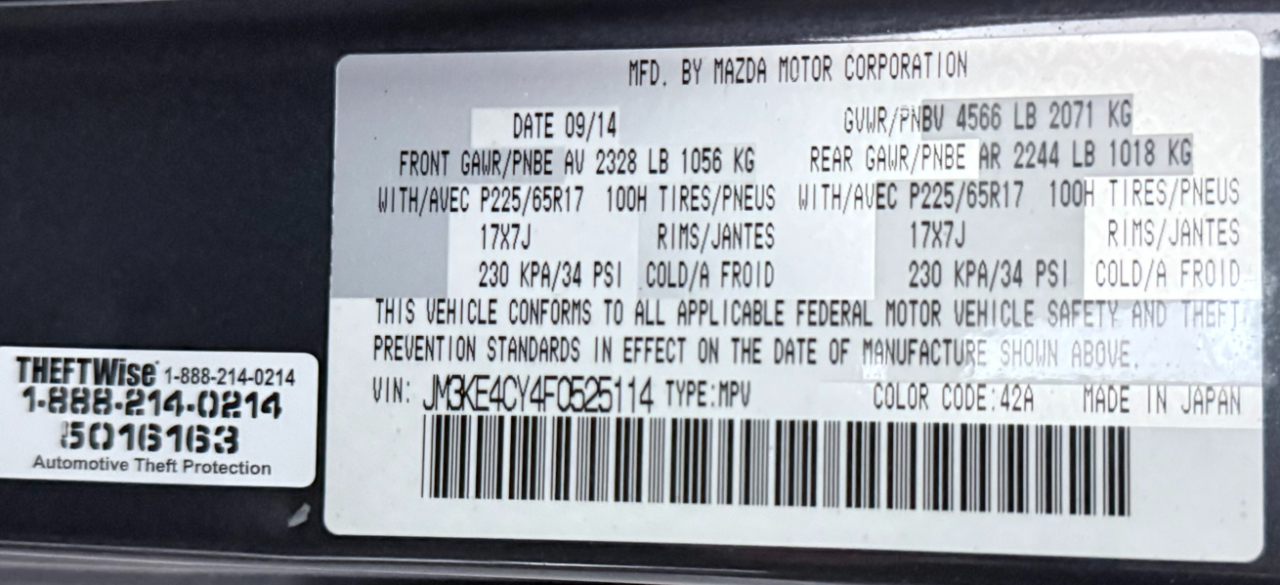 MFD. BY MAZDA MOTOR CORPORATION
DATE 09/14 GVWR/PNBV 4566 LB 2071 KG
FRONT GAWR/PNBE AV 2328 LB 1056 KG REAR GAWR/PNBE AR 2244 LB 1018 KG
WITH/AVEC P225/65R17 100H TIRES/PNEUS WITH/AVEC P225/65R17 100H TIRES/PNEUS
17X7J RIMS/JANTES 17X7J RIMS/JANTES
230 KPA/34 PSI COLD/A FROID 230 KPA/34 PSI COLD/A FROID
THIS VEHICLE CONFORMS TO ALL APPLICABLE FEDERAL MOTOR VEHICLE SAFETY AND THEFT
PREVENTION STANDARDS IN EFFECT ON THE DATE OF MANUFACTURE SHOWN ABOVE.
VIN: JM3KE4CY4F0525114 TYPE:MPV COLOR CODE:42A MADE IN JAPAN
THEFTWise 1-888-214-0214
1-888-214-0214
5016163
Automotive Theft Protection